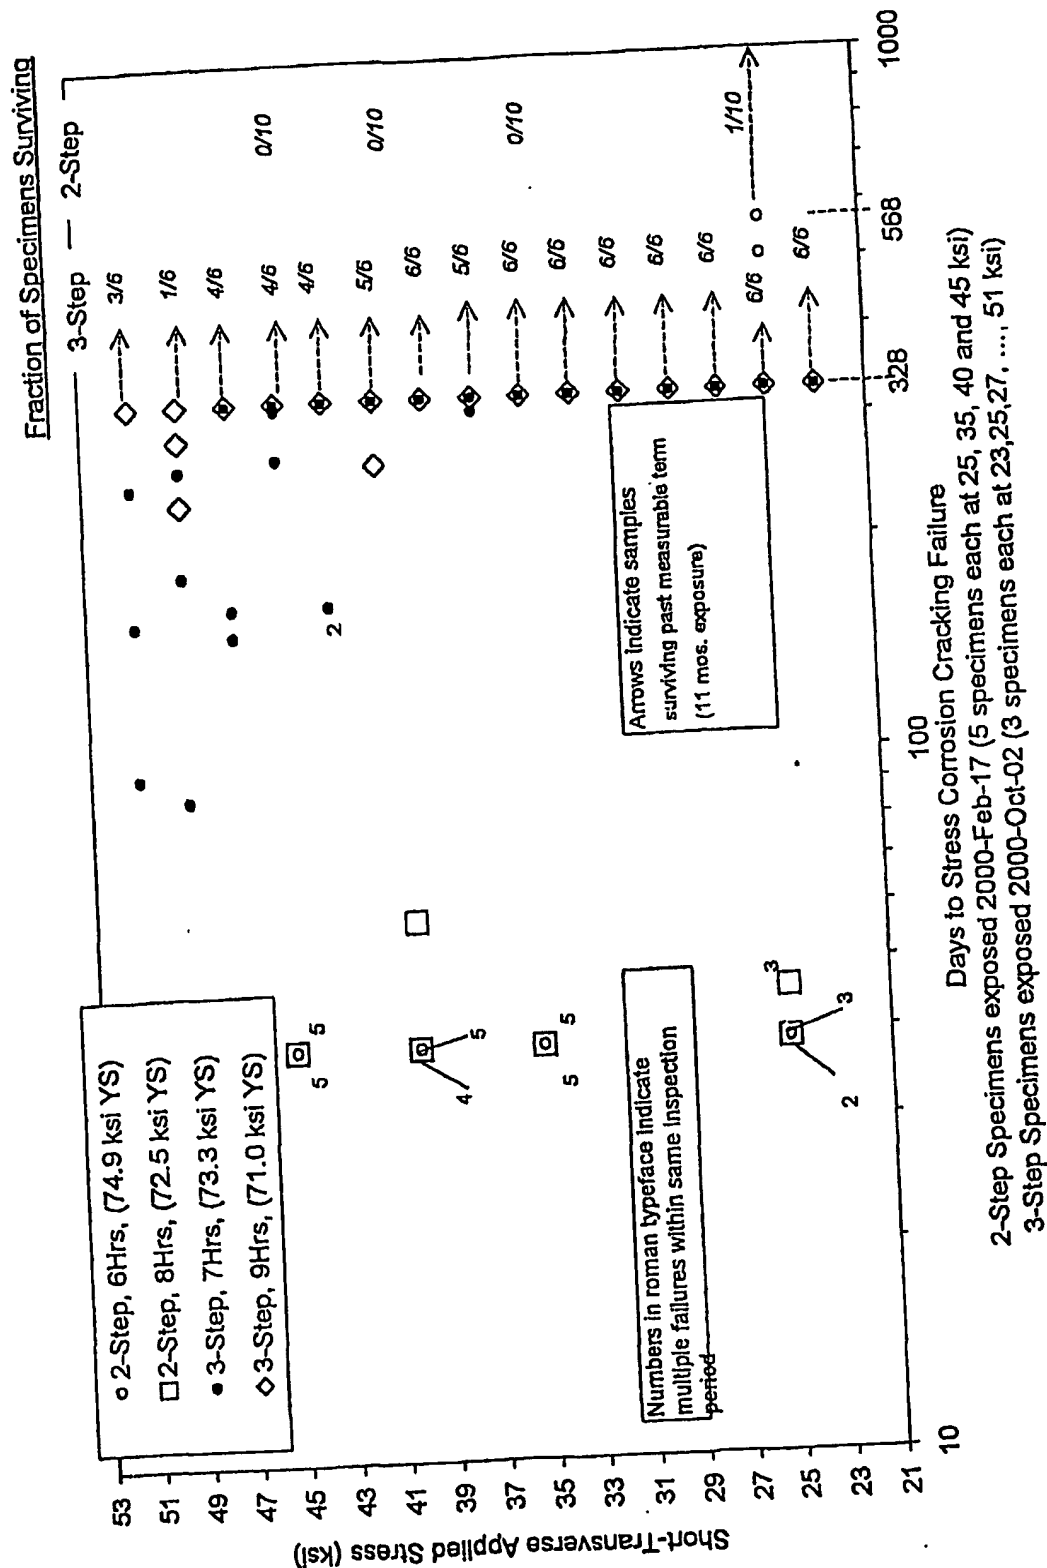 Fraction of Specimens Surviving
3-Step — 2-Step
3/6
1/6
4/6
4/6 0/10
4/6
5/6 0/10
6/6
5/6
6/6 0/10
6/6
6/6
6/6
6/6
6/6 1/10
6/6
2-Step, 6Hrs, (74.9 ksi YS)
2-Step, 8Hrs, (72.5 ksi YS)
3-Step, 7Hrs, (73.3 ksi YS)
3-Step, 9Hrs, (71.0 ksi YS)
2
5 5
4 5
5 5
3
2 3
Arrows indicate samples
surviving past measurable term
(11 mos. exposure)
Numbers in roman typeface indicate
multiple failures within same inspection
period
Short-Transverse Applied Stress (ksi)
53
51
49
47
45
43
41
39
37
35
33
31
29
27
25
23
21
10 100 328 568 1000
Days to Stress Corrosion Cracking Failure
2-Step Specimens exposed 2000-Feb-17 (5 specimens each at 25, 35, 40 and 45 ksi)
3-Step Specimens exposed 2000-Oct-02 (3 specimens each at 23,25,27, ..., 51 ksi)